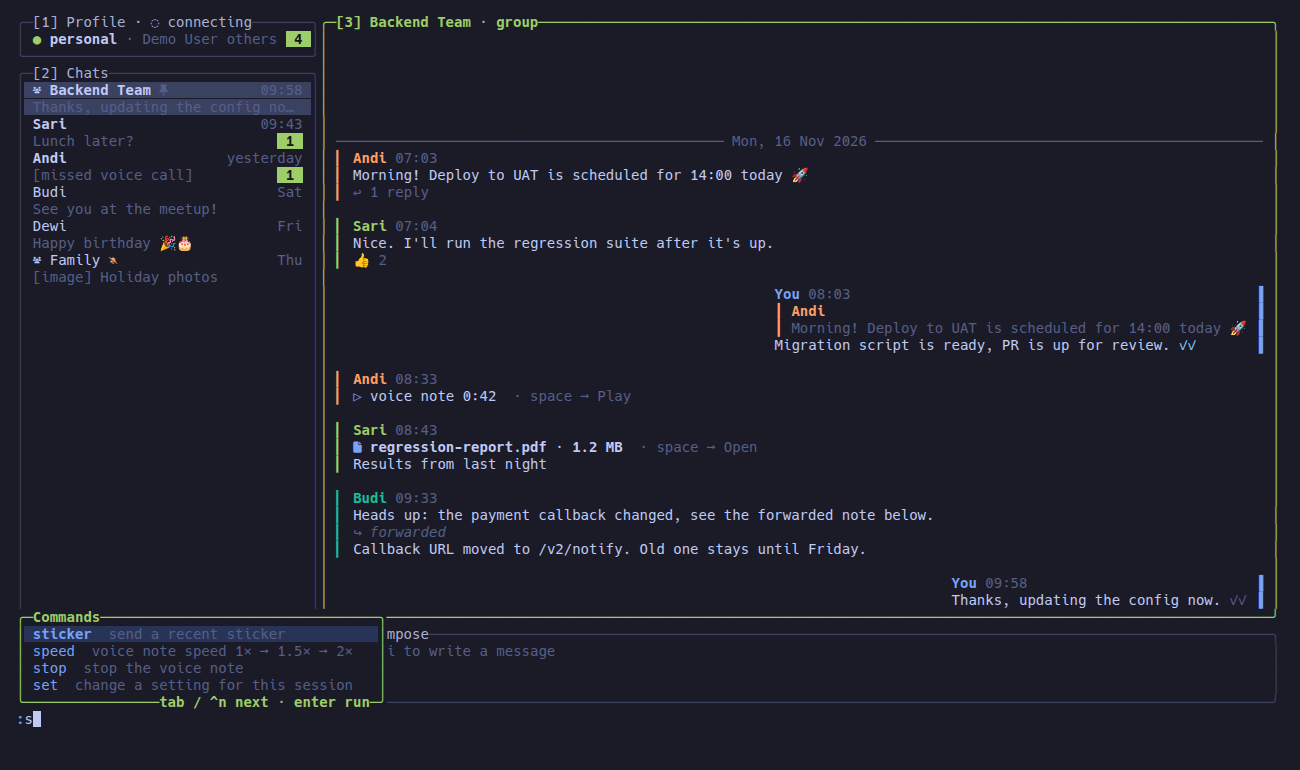 [1] Profile · ◌ connecting
● personal · Demo User others 4
[2] Chats
Backend Team 09:58
Thanks, updating the config no…
Sari 09:43
Lunch later? 1
Andi yesterday
[missed voice call] 1
Budi Sat
See you at the meetup!
Dewi Fri
Happy birthday 🎉🎂
Family Thu
[image] Holiday photos
[3] Backend Team · group
Mon, 16 Nov 2026
Andi 07:03
Morning! Deploy to UAT is scheduled for 14:00 today 🚀
↩ 1 reply
Sari 07:04
Nice. I'll run the regression suite after it's up.
👍 2
You 08:03
Andi
Morning! Deploy to UAT is scheduled for 14:00 today 🚀
Migration script is ready, PR is up for review. ✓✓
Andi 08:33
▷ voice note 0:42 · space → Play
Sari 08:43
regression-report.pdf · 1.2 MB · space → Open
Results from last night
Budi 09:33
Heads up: the payment callback changed, see the forwarded note below.
↪ forwarded
Callback URL moved to /v2/notify. Old one stays until Friday.
You 09:58
Thanks, updating the config now. ✓✓
mpose
i to write a message
Commands
sticker send a recent sticker
speed voice note speed 1× → 1.5× → 2×
stop stop the voice note
set change a setting for this session
tab / ^n next · enter run
:s